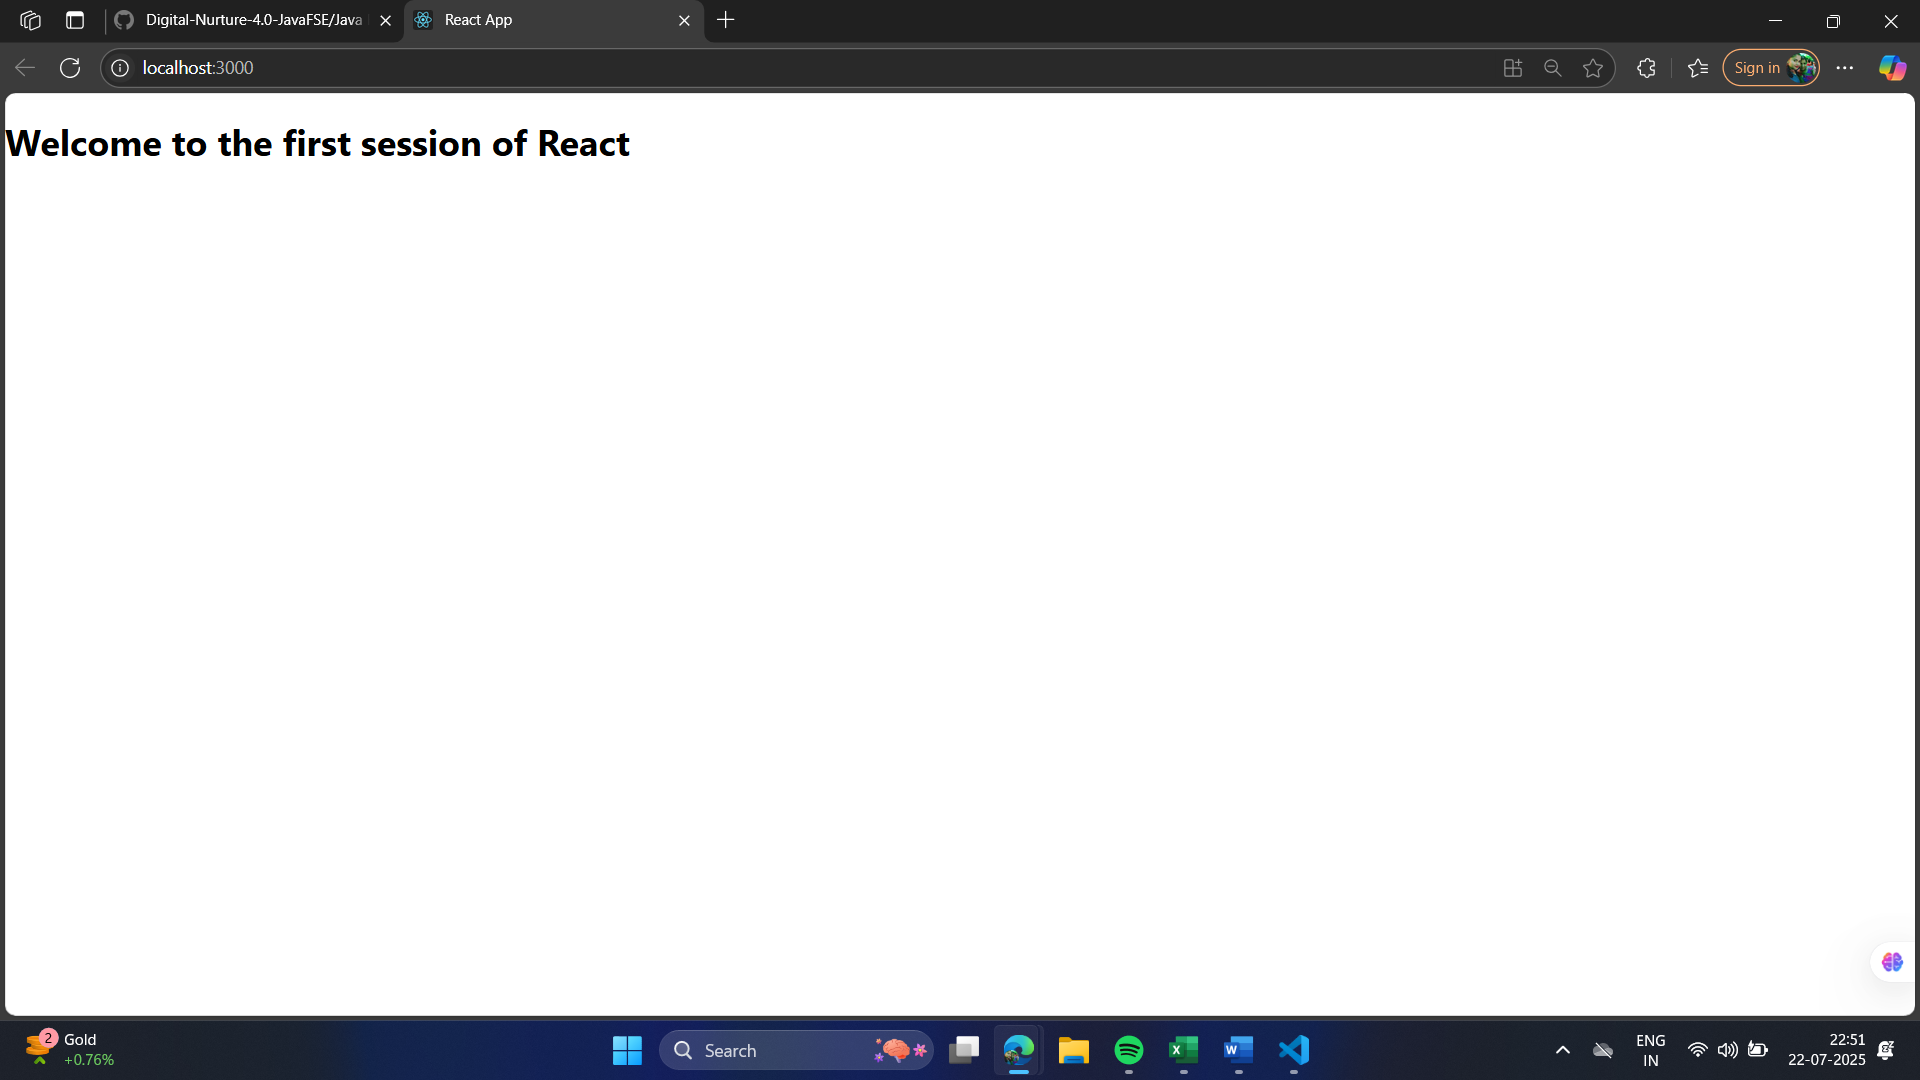 Digital-Nurture-4.0-JavaFSE/Java
React App
localhost:3000
Sign in
Welcome to the first session of React
2
Gold
+0.76%
Search
ENG
IN
22:51
22-07-2025